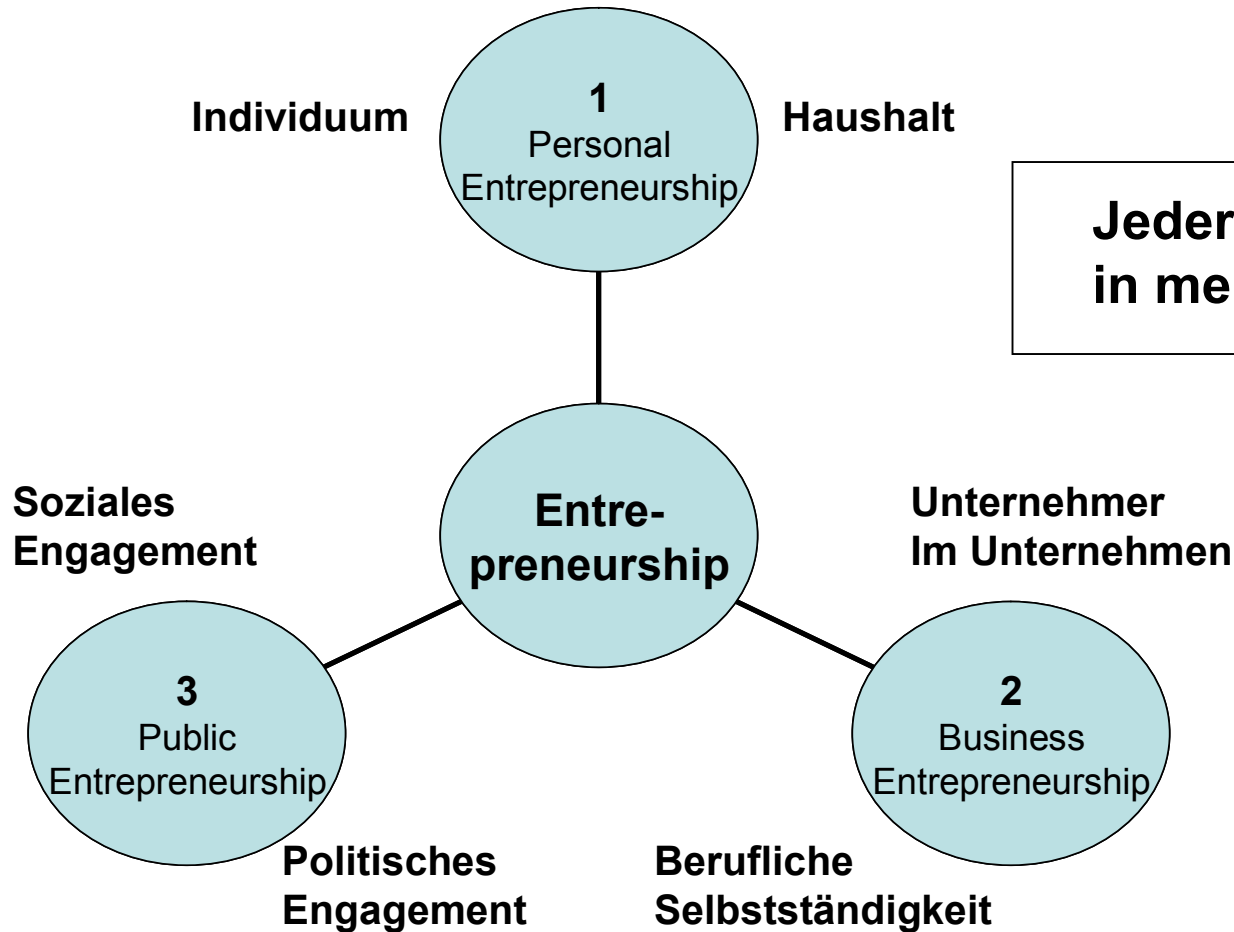 1
Personal
Entrepreneurship
Individuum
Haushalt
Jeder
in me
Entre-
preneurship
Soziales
Engagement
Unternehmer
Im Unternehmen
3
Public
Entrepreneurship
2
Business
Entrepreneurship
Politisches
Engagement
Berufliche
Selbstständigkeit